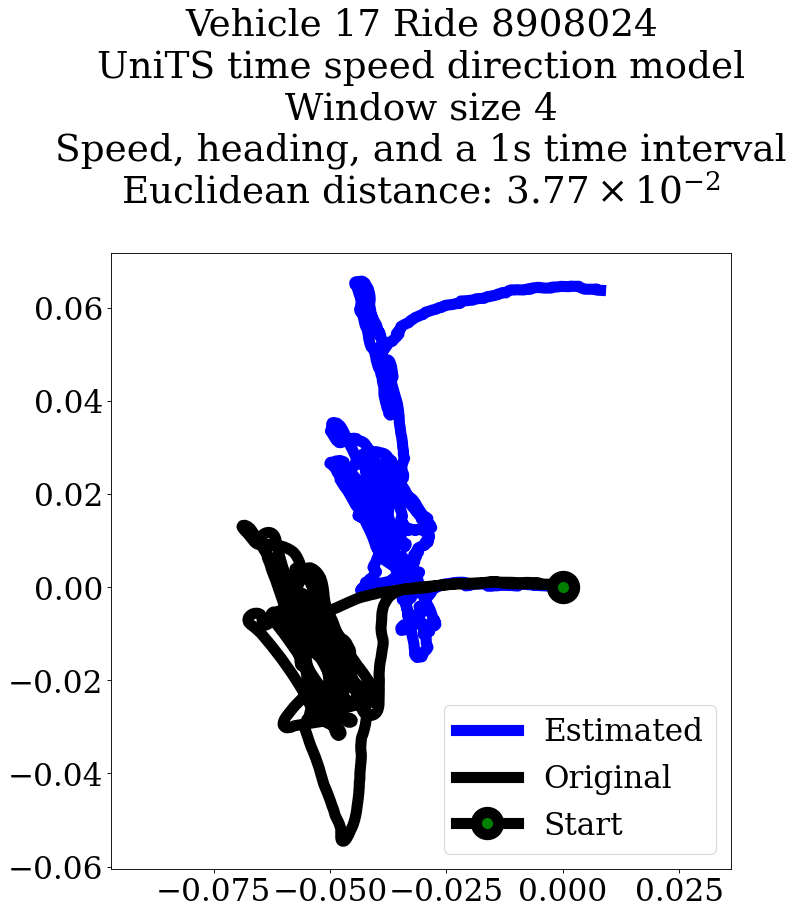 Vehicle 17 Ride 8908024
UniTS time speed direction model
Window size 4
Speed, heading, and a 1s time interval
Euclidean distance: 3.77 × 10⁻²
0.06
0.04
0.02
0.00
−0.02
−0.04
−0.06
Estimated
Original
Start
−0.075 −0.050 −0.025 0.000 0.025